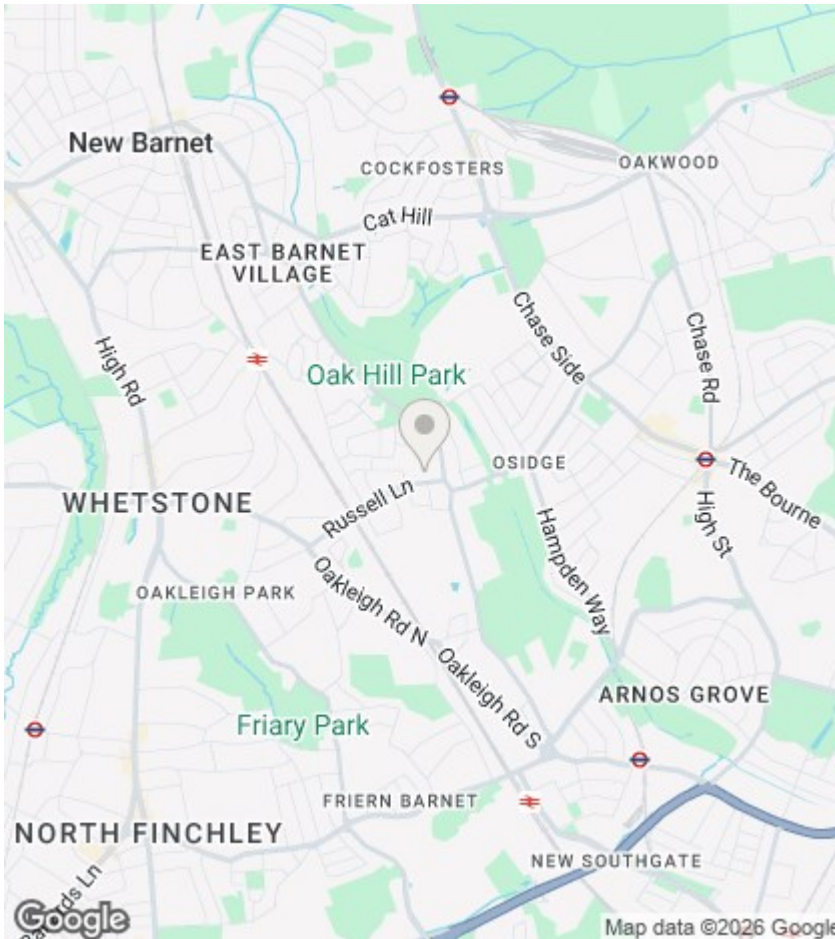 New Barnet
COCKFOSTERS
OAKWOOD
Cat Hill
EAST BARNET
VILLAGE
High Rd
Chase Side
Chase Rd
Oak Hill Park
OSIDGE
The Bourne
WHETSTONE
Russell Ln
High St
Hampden Way
OAKLEIGH PARK
Oakleigh Rd N
Oakleigh Rd S
ARNOS GROVE
Friary Park
FRIERN BARNET
NORTH FINCHLEY
NEW SOUTHGATE
Google
Map data ©2026 Google